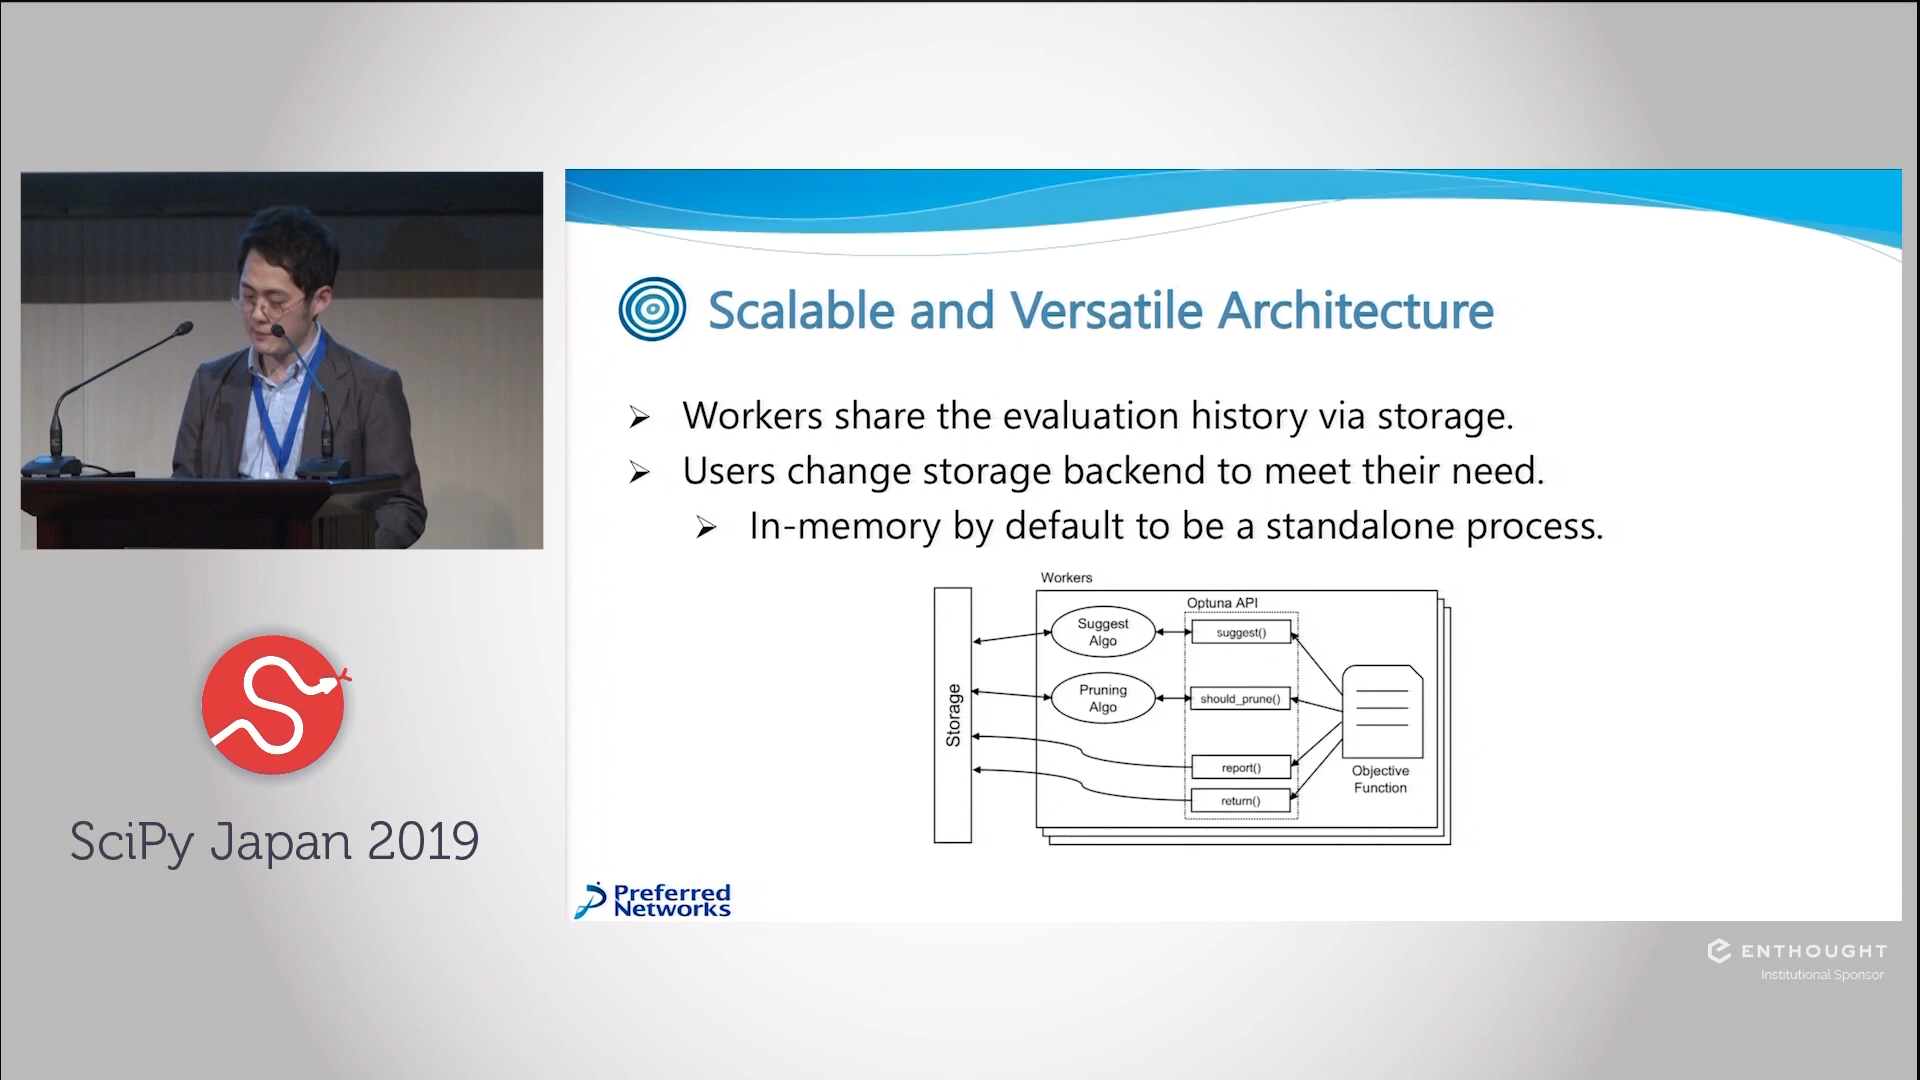 Scalable and Versatile Architecture
Workers share the evaluation history via storage.
Users change storage backend to meet their need.
In-memory by default to be a standalone process.
Workers
Optuna API
Suggest
Algo
suggest()
Pruning
Algo
should_prune()
Storage
report()
return()
Objective
Function
Preferred
Networks
SciPy Japan 2019
ENTHOUGHT
Institutional Sponsor